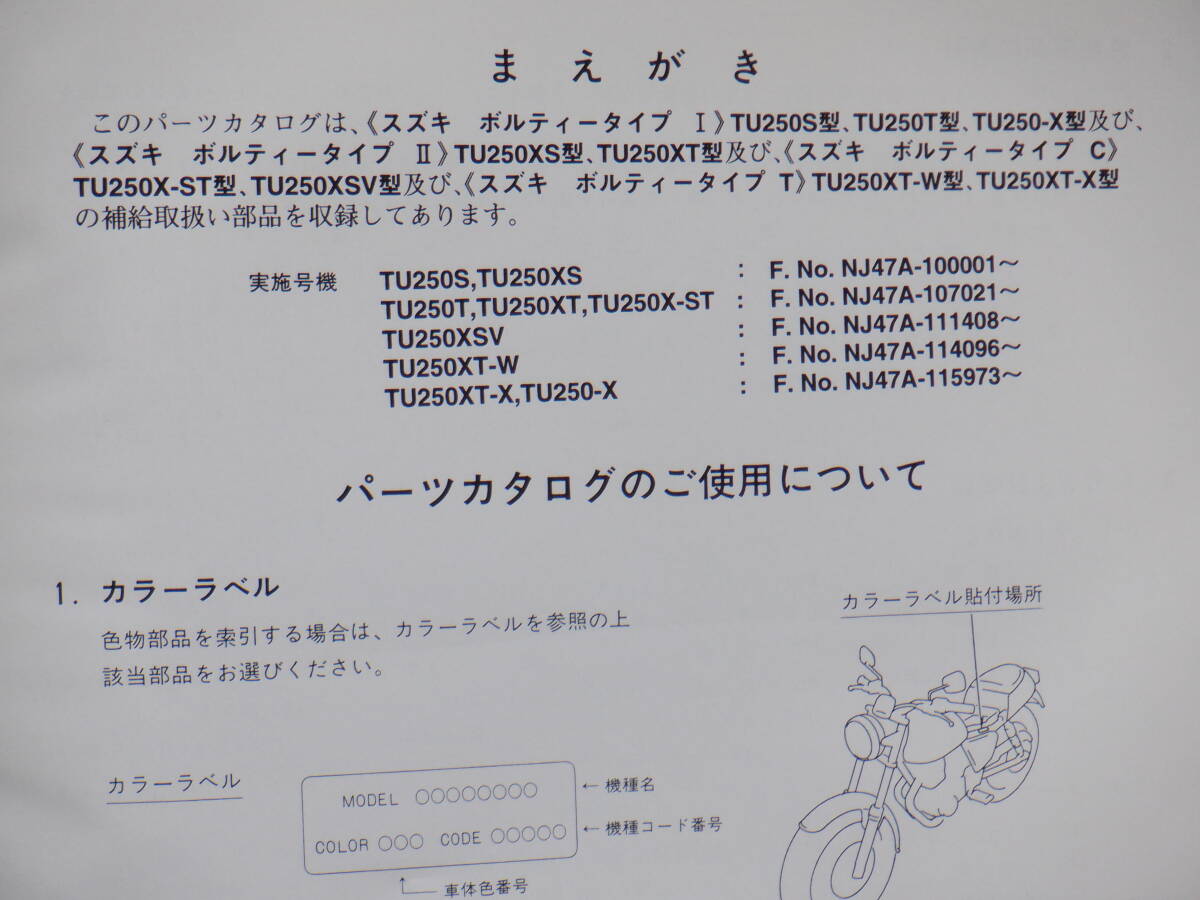 まえがき
このパーツカタログは、《スズキ ボルティータイプ Ⅰ》TU250S型、TU250T型、TU250-X型及び、
《スズキ ボルティータイプ Ⅱ》TU250XS型、TU250XT型及び、《スズキ ボルティータイプ C》
TU250X-ST型、TU250XSV型及び、《スズキ ボルティータイプ T》TU250XT-W型、TU250XT-X型
の補給取扱い部品を収録してあります。
実施号機 TU250S,TU250XS : F. No. NJ47A-100001～
TU250T,TU250XT,TU250X-ST : F. No. NJ47A-107021～
TU250XSV : F. No. NJ47A-111408～
TU250XT-W : F. No. NJ47A-114096～
TU250XT-X,TU250-X : F. No. NJ47A-115973～
パーツカタログのご使用について
1. カラーラベル
色物部品を索引する場合は、カラーラベルを参照の上
該当部品をお選びください。
カラーラベル貼付場所
カラーラベル
MODEL ○○○○○○○○ ←機種名
COLOR ○○○ CODE ○○○○○ ←機種コード番号
車体色番号